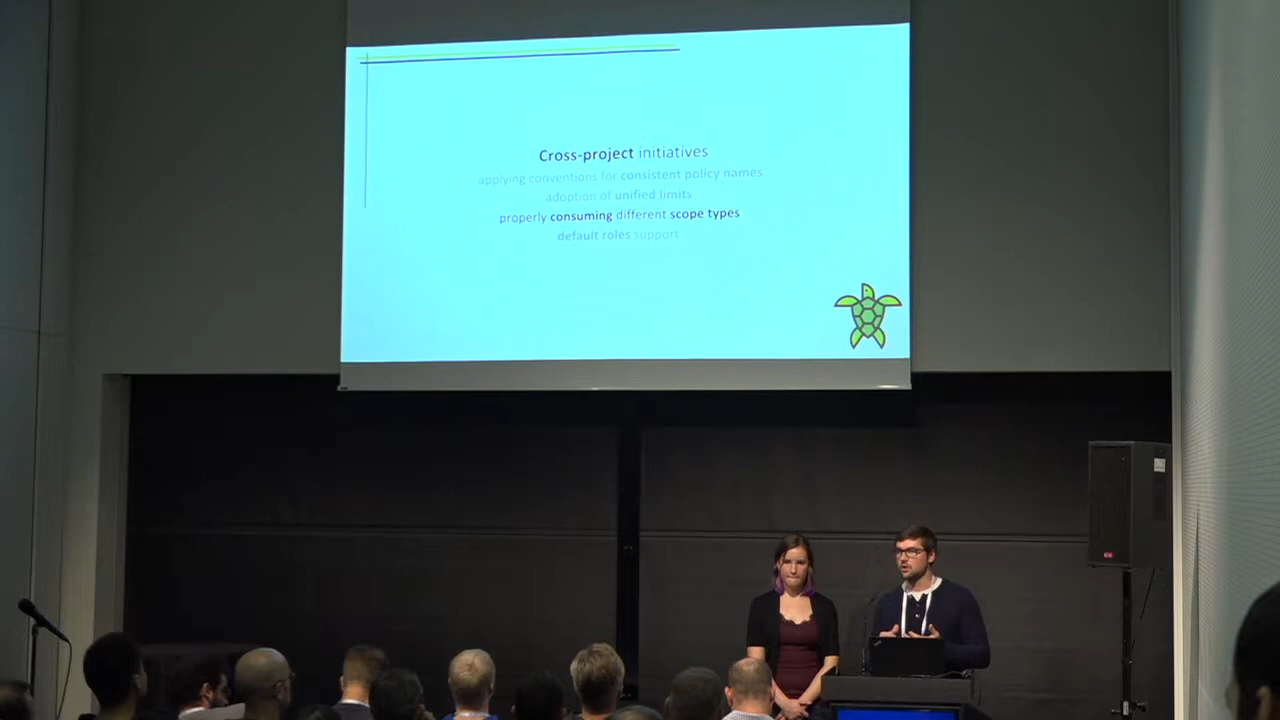 Cross-project initiatives
applying conventions for consistent policy names
adoption of unified limits
properly consuming different scope types
default roles support